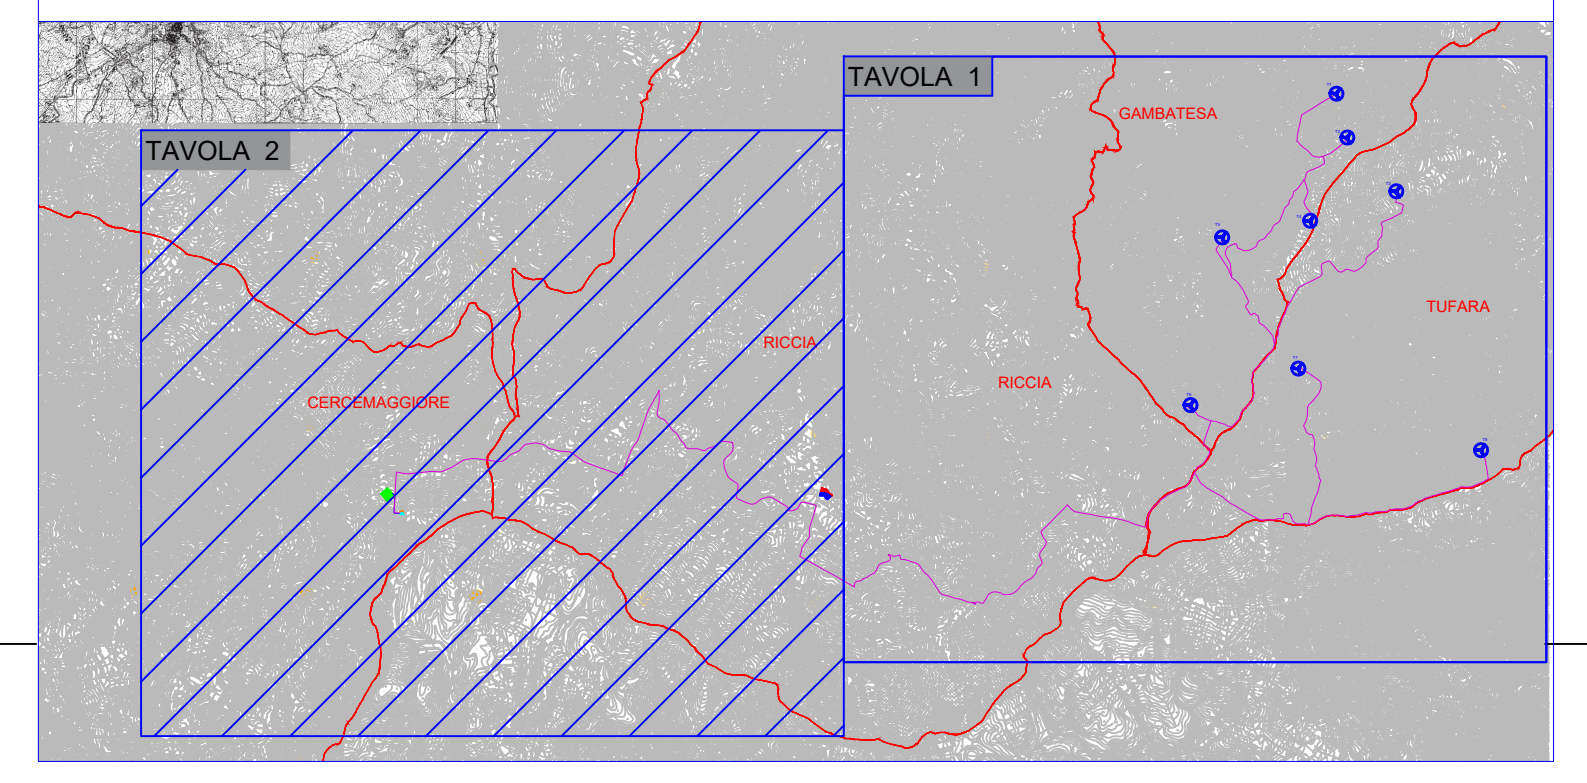 TAVOLA 1
GAMBATESA
TAVOLA 2
TUFARA
RICCIA
RICCIA
CERCEMAGGIORE